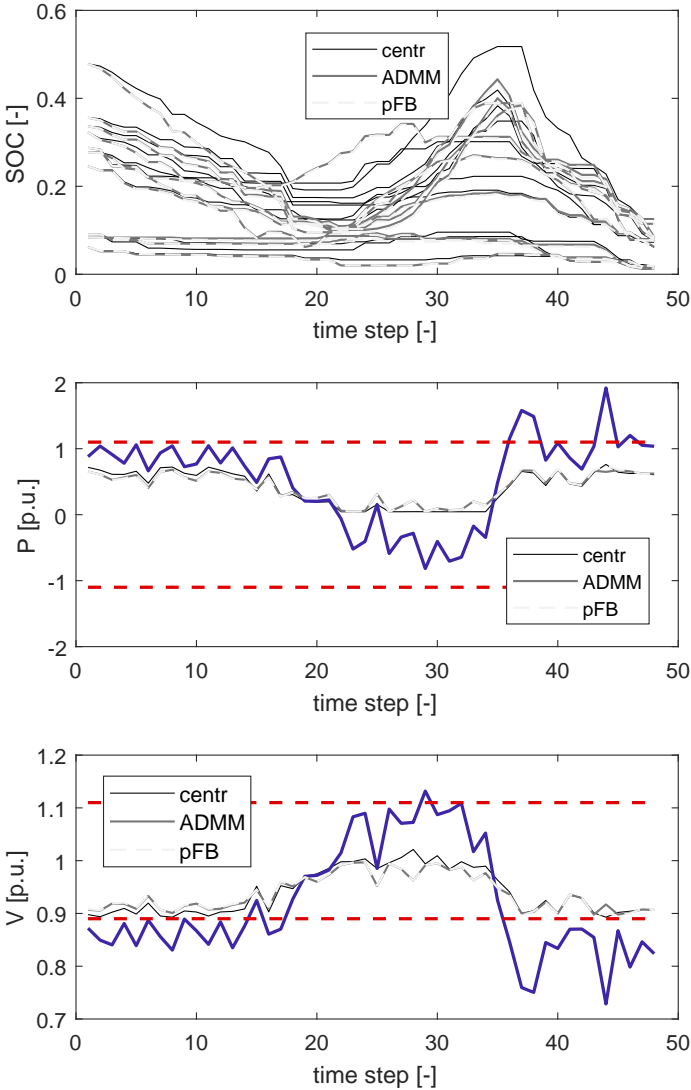 0.6
0.4
0.2
0
SOC [-]
centr
ADMM
pFB
0 10 20 30 40 50
time step [-]
2
1
0
-1
-2
P [p.u.]
centr
ADMM
pFB
0 10 20 30 40 50
time step [-]
1.2
1.1
1.0
0.9
0.8
0.7
V [p.u.]
centr
ADMM
pFB
0 10 20 30 40 50
time step [-]